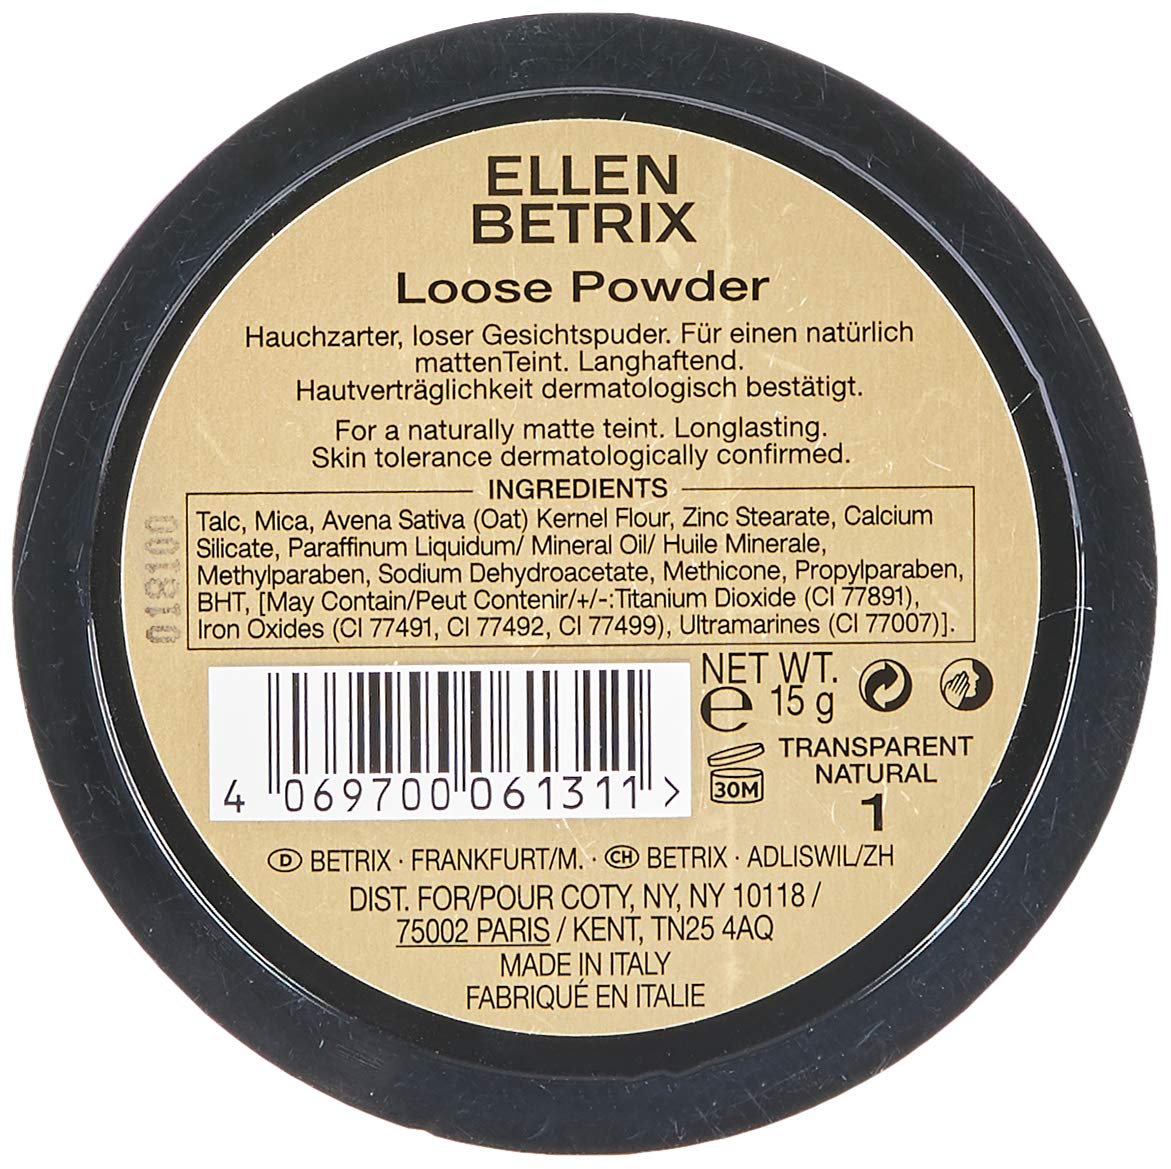 ELLEN
BETRIX
Loose Powder
Hauchzarter, loser Gesichtspuder. Für einen natürlich
mattenTeint. Langhaftend.
Hautverträglichkeit dermatologisch bestätigt.
For a naturally matte teint. Longlasting.
Skin tolerance dermatologically confirmed.
INGREDIENTS
Talc, Mica, Avena Sativa (Oat) Kernel Flour, Zinc Stearate, Calcium
Silicate, Paraffinum Liquidum/ Mineral Oil/ Huile Minerale,
Methylparaben, Sodium Dehydroacetate, Methicone, Propylparaben,
BHT, [May Contain/Peut Contenir/+/-:Titanium Dioxide (CI 77891),
Iron Oxides (CI 77491, CI 77492, CI 77499), Ultramarines (CI 77007)].
0018100
4 069700 061311 >
NET WT.
e 15 g
30M
TRANSPARENT
NATURAL
1
D BETRIX · FRANKFURT/M. · CH BETRIX · ADLISWIL/ZH
DIST. FOR/POUR COTY, NY, NY 10118 /
75002 PARIS / KENT, TN25 4AQ
MADE IN ITALY
FABRIQUÉ EN ITALIE